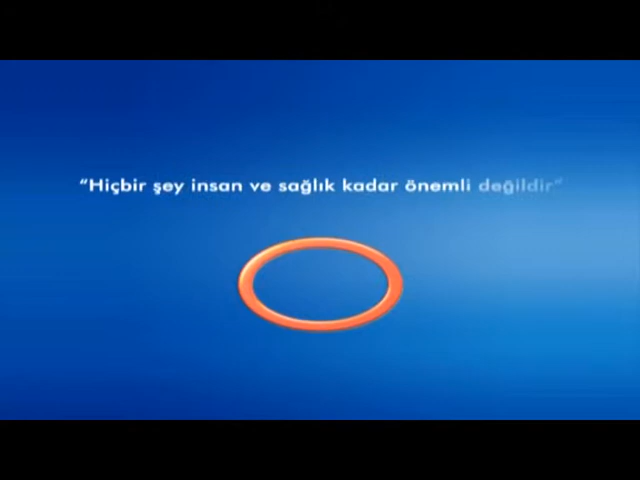 “Hiçbir şey insan ve sağlık kadar önemli değildir”